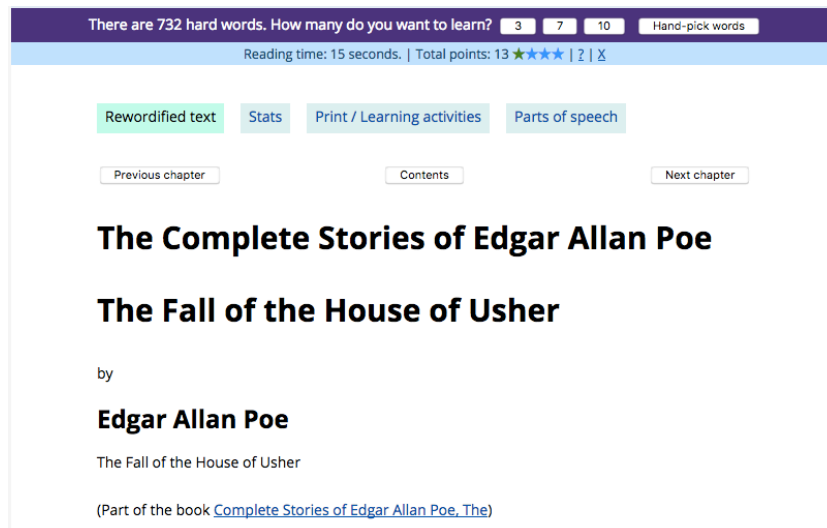 There are 732 hard words. How many do you want to learn? 3 7 10 Hand-pick words
Reading time: 15 seconds. | Total points: 13 ★★★★★ | ? | X
Rewordified text Stats Print / Learning activities Parts of speech
Previous chapter Contents Next chapter
The Complete Stories of Edgar Allan Poe
The Fall of the House of Usher
by
Edgar Allan Poe
The Fall of the House of Usher
(Part of the book Complete Stories of Edgar Allan Poe, The)